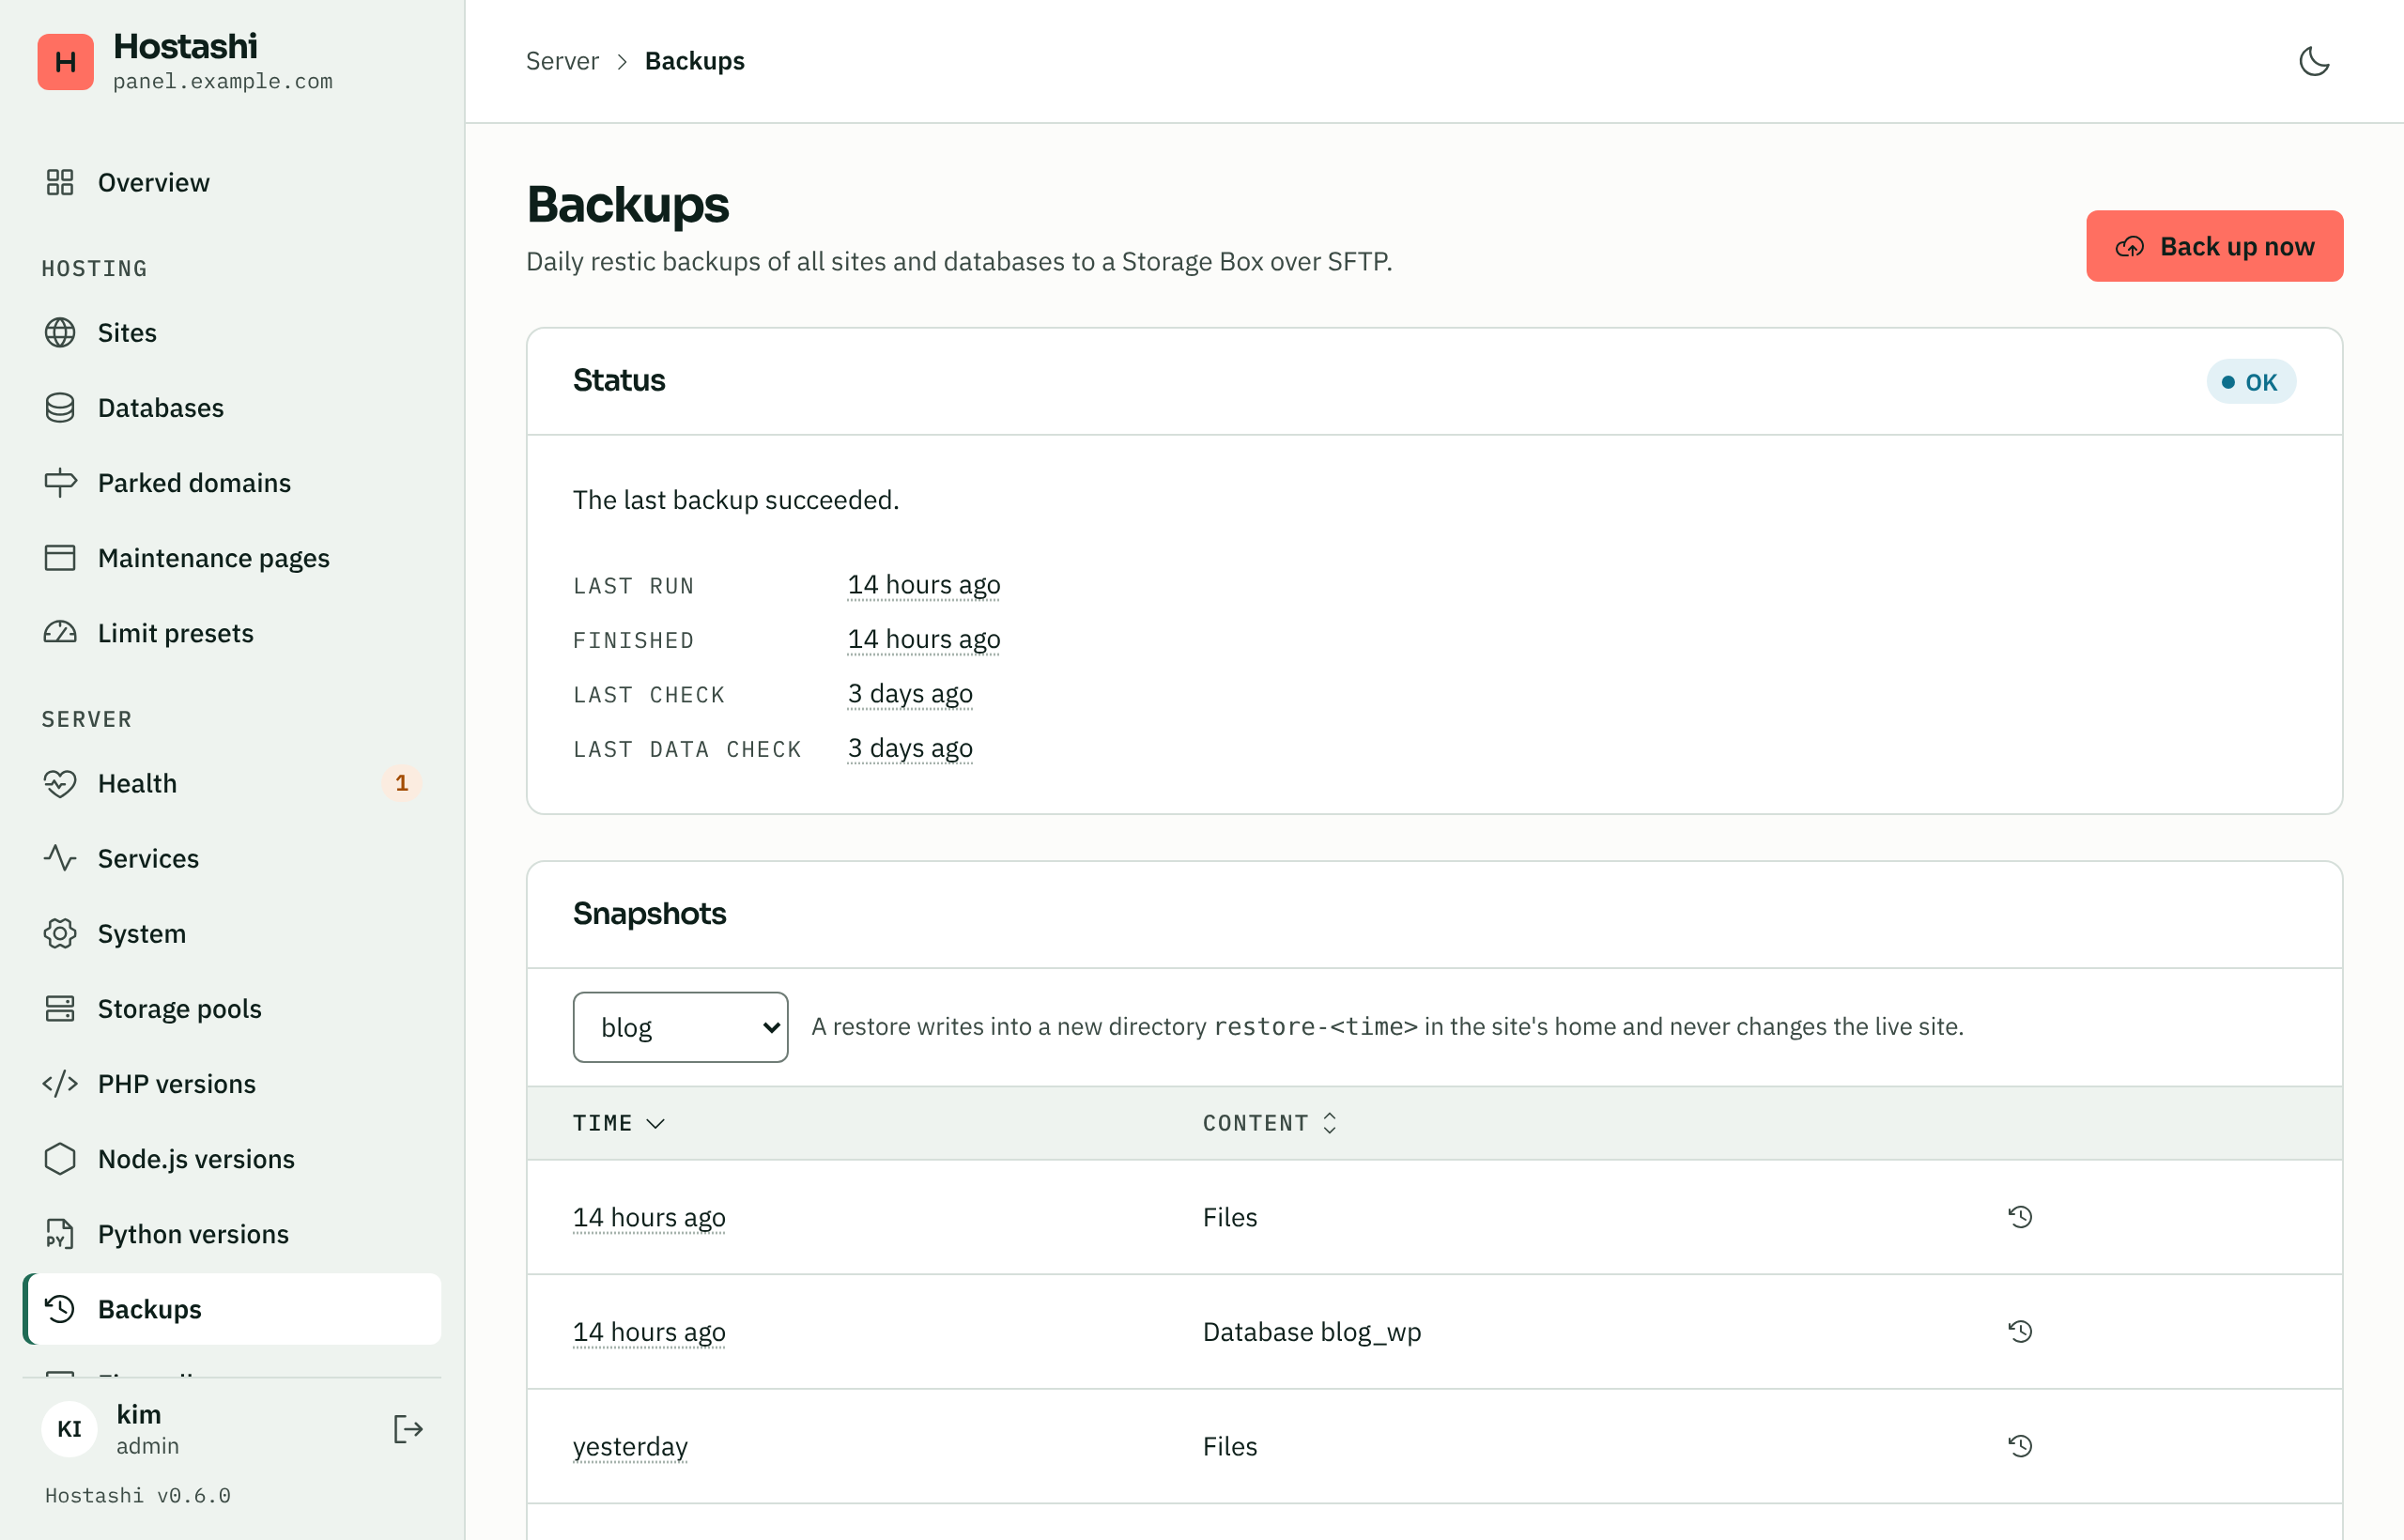 H
Hostashi
panel.example.com
Overview
HOSTING
Sites
Databases
Parked domains
Maintenance pages
Limit presets
SERVER
Health 1
Services
System
Storage pools
PHP versions
Node.js versions
PY Python versions
Backups
KI
kim
admin
Hostashi v0.6.0
Server > Backups
Backups
Daily restic backups of all sites and databases to a Storage Box over SFTP.
Back up now
Status
OK
The last backup succeeded.
LAST RUN 14 hours ago
FINISHED 14 hours ago
LAST CHECK 3 days ago
LAST DATA CHECK 3 days ago
Snapshots
blog
A restore writes into a new directory restore-<time> in the site's home and never changes the live site.
TIME CONTENT
14 hours ago Files
14 hours ago Database blog_wp
yesterday Files